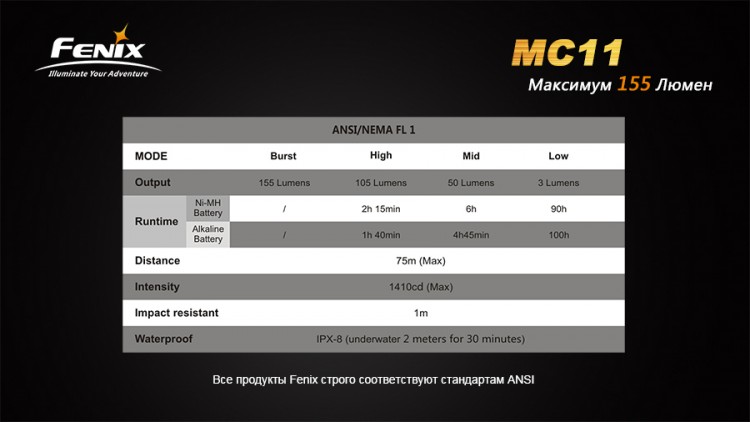 FENIX
Illuminate Your Adventure
MC11
Максимум 155 Люмен
ANSI/NEMA FL 1
MODE Burst High Mid Low
Output 155 Lumens 105 Lumens 50 Lumens 3 Lumens
Runtime
Ni-MH
Battery
/ 2h 15min 6h 90h
Alkaline
Battery
/ 1h 40min 4h45min 100h
Distance 75m (Max)
Intensity 1410cd (Max)
Impact resistant 1m
Waterproof IPX-8 (underwater 2 meters for 30 minutes)
Все продукты Fenix строго соответствуют стандартам ANSI